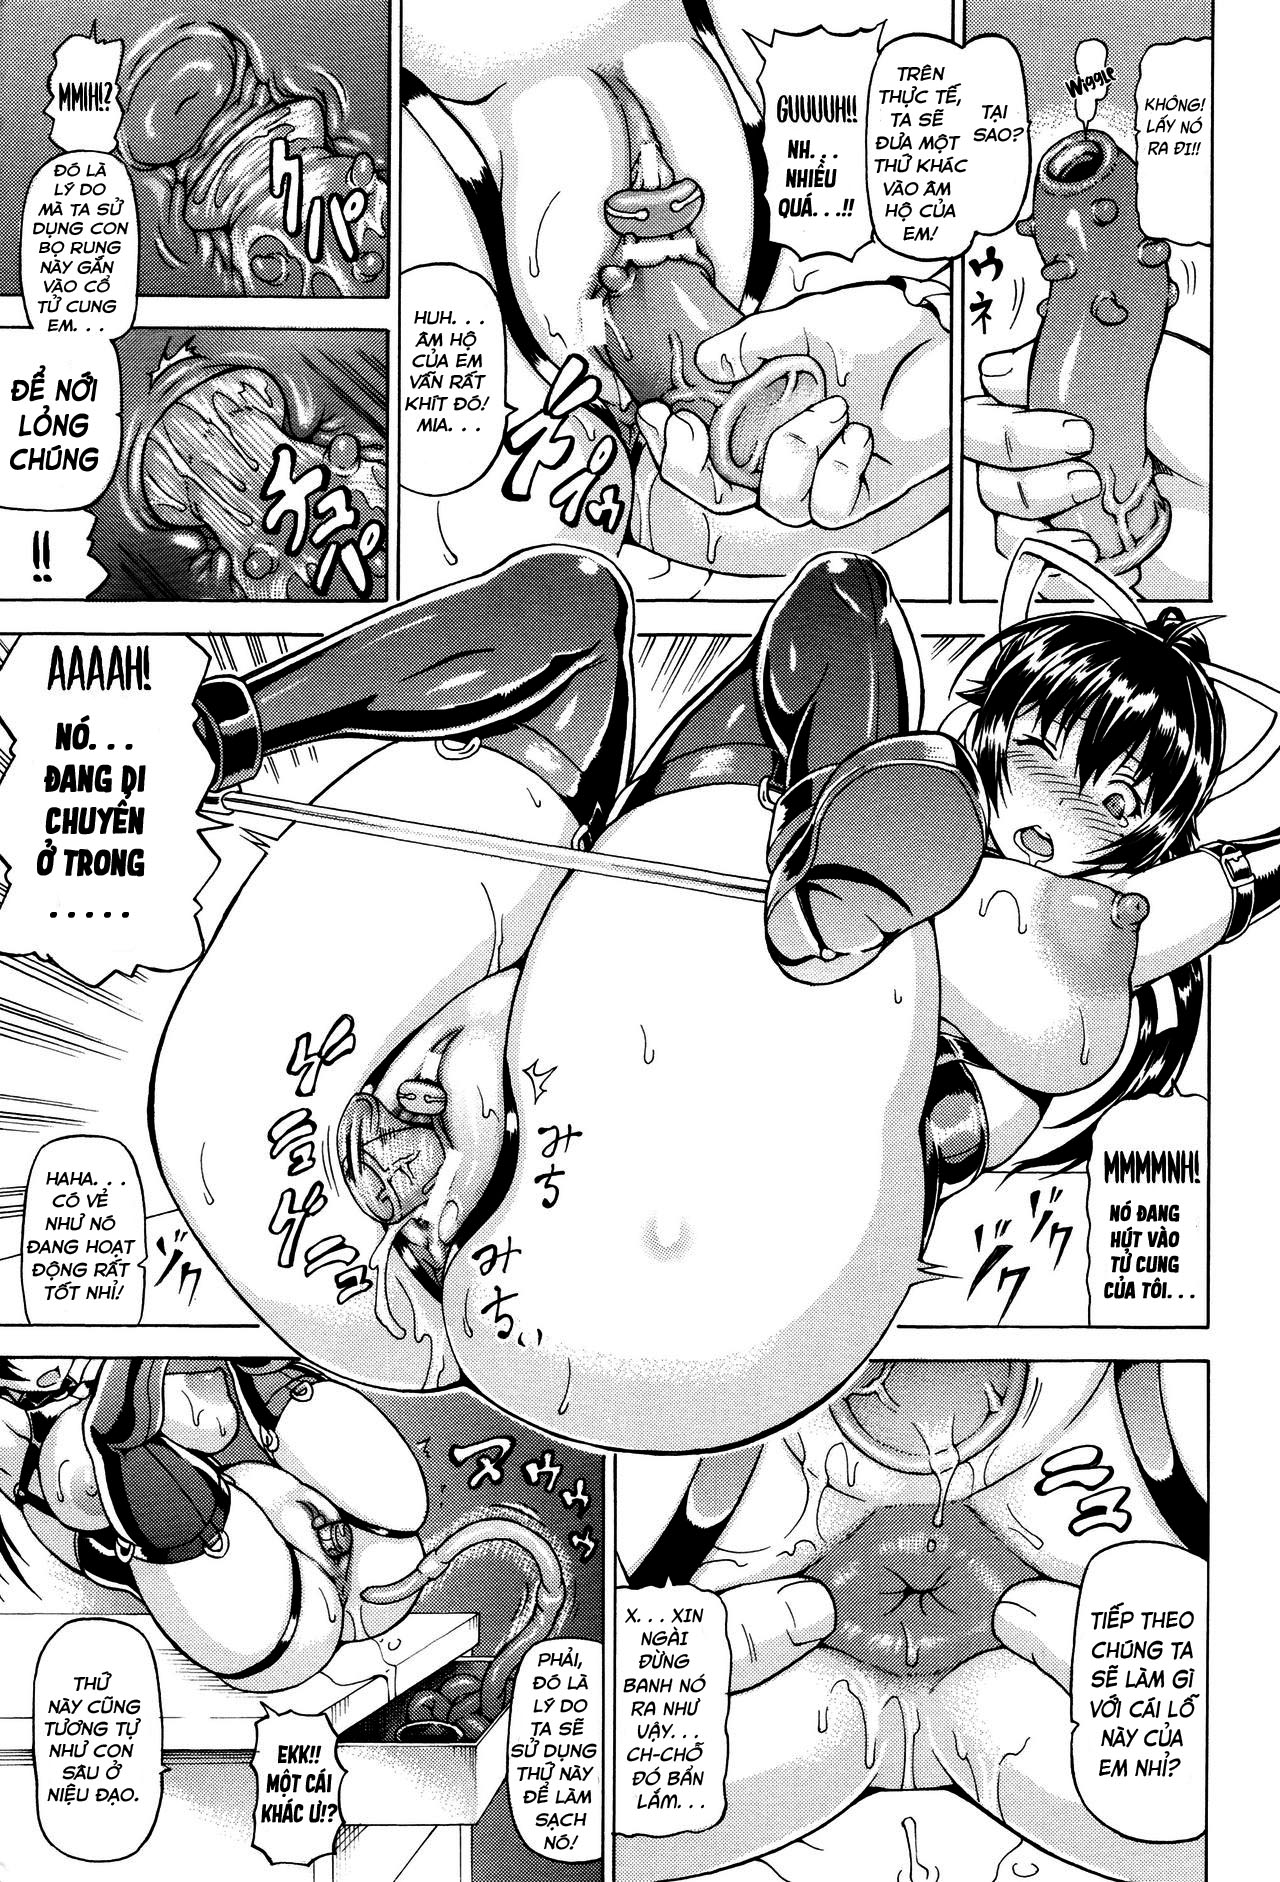 KHÔNG!
LẤY NÓ
RA ĐI!!
Wiggle
ウネ
TẠI
SAO?
TRÊN
THỰC TẾ,
TA SẼ
ĐƯA MỘT
THỨ KHÁC
VÀO ÂM
HỘ CỦA
EM!
GUUUUH!!
NH...
NHIỀU
QUÁ...!!
HUH...
ÂM HỘ
CỦA EM
VẪN RẤT
KHÍT ĐÓ!
MIA...
MMIH!?
クパ
ĐÓ LÀ
LÝ DO
MÀ TA SỬ
DỤNG CON
BỌ RUNG
NÀY GẮN
VÀO CỔ
TỬ CUNG
EM...
ĐỂ NỚI
LỎNG
CHÚNG
!!
チュパ
AAAAH!
NÓ...
ĐANG DI
CHUYỂN
Ở TRONG
.....
MMMMNH!
NÓ ĐANG
HÚT VÀO
TỬ CUNG
CỦA TÔI...
みち
みちぃ
HAHA...
CÓ VẺ
NHƯ NÓ
ĐANG HOẠT
ĐỘNG RẤT
TỐT NHỈ!
TIẾP THEO
CHÚNG TA
SẼ LÀM GÌ
VỚI CÁI LỖ
NÀY CỦA
EM NHỈ?
X... XIN
NGÀI
ĐỪNG
BANH NÓ
RA NHƯ
VẬY...
CH-CHỖ
ĐÓ BẨN
LẮM...
PHẢI,
ĐÓ LÀ
LÝ DO
TA SẼ
SỬ DỤNG
THỨ NÀY
ĐỂ LÀM
SẠCH
NÓ!
EKK!!
MỘT CÁI
KHÁC Ư!?
THỨ
NÀY CŨNG
TƯƠNG TỰ
NHƯ CON
SÂU Ở
NIỆU ĐẠO.